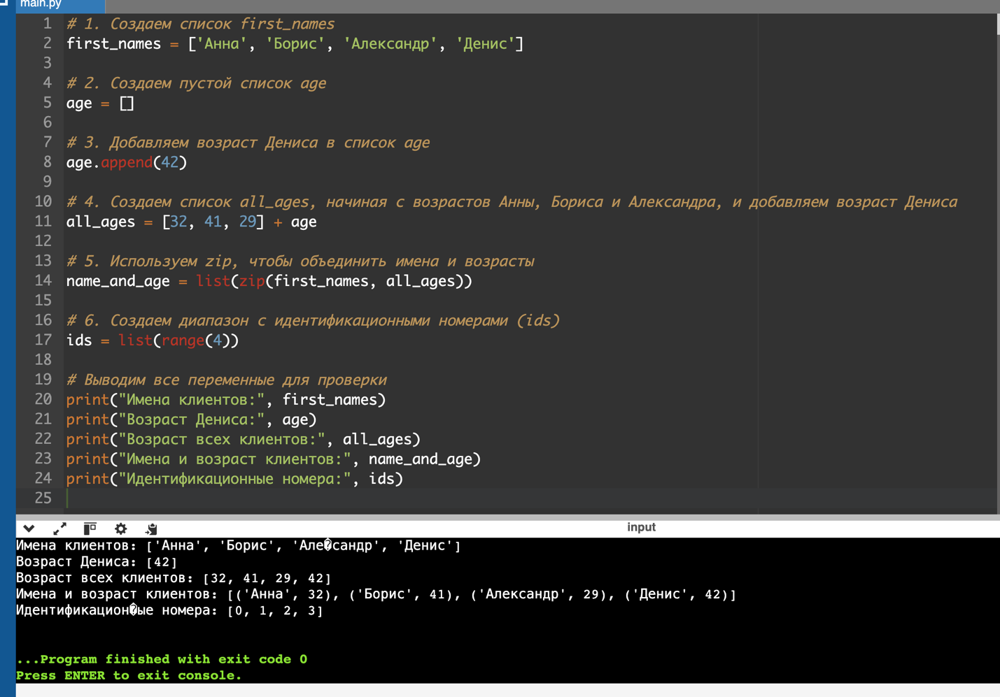 main.py
1 # 1. Создаем список first_names
2 first_names = ['Анна', 'Борис', 'Александр', 'Денис']
3
4 # 2. Создаем пустой список age
5 age = []
6
7 # 3. Добавляем возраст Дениса в список age
8 age.append(42)
9
10 # 4. Создаем список all_ages, начиная с возрастов Анны, Бориса и Александра, и добавляем возраст Дениса
11 all_ages = [32, 41, 29] + age
12
13 # 5. Используем zip, чтобы объединить имена и возрасты
14 name_and_age = list(zip(first_names, all_ages))
15
16 # 6. Создаем диапазон с идентификационными номерами (ids)
17 ids = list(range(4))
18
19 # Выводим все переменные для проверки
20 print("Имена клиентов:", first_names)
21 print("Возраст Дениса:", age)
22 print("Возраст всех клиентов:", all_ages)
23 print("Имена и возраст клиентов:", name_and_age)
24 print("Идентификационные номера:", ids)
25
input
Имена клиентов: ['Анна', 'Борис', 'Але�сандр', 'Денис']
Возраст Дениса: [42]
Возраст всех клиентов: [32, 41, 29, 42]
Имена и возраст клиентов: [('Анна', 32), ('Борис', 41), ('Александр', 29), ('Денис', 42)]
Идентификацион�ые номера: [0, 1, 2, 3]
...Program finished with exit code 0
Press ENTER to exit console.